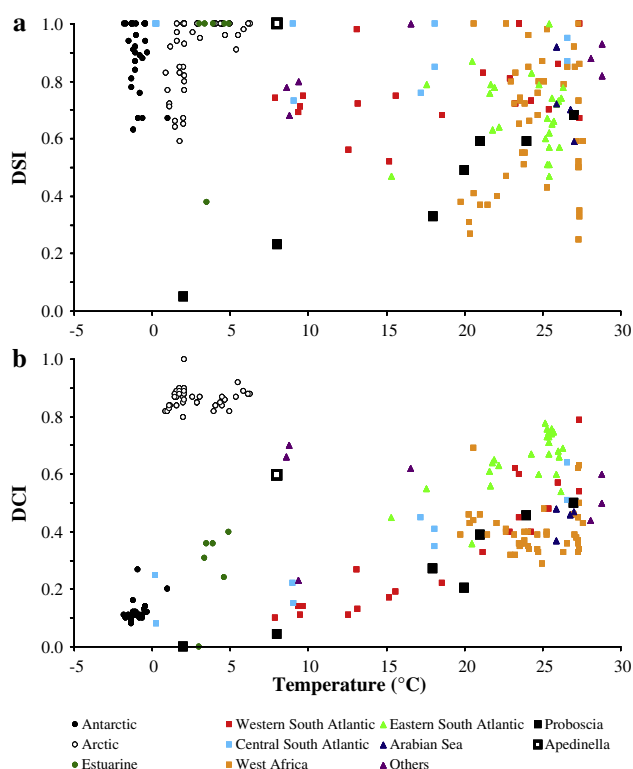 a
1.0
0.8
0.6
0.4
0.2
0.0
DSI
-5
0
5
10
15
20
25
30
b
1.0
0.8
0.6
0.4
0.2
0.0
DCI
-5
0
5
10
15
20
25
30
Temperature (°C)
Antarctic
Western South Atlantic
Eastern South Atlantic
Proboscia
Arctic
Central South Atlantic
Arabian Sea
Apedinella
Estuarine
West Africa
Others